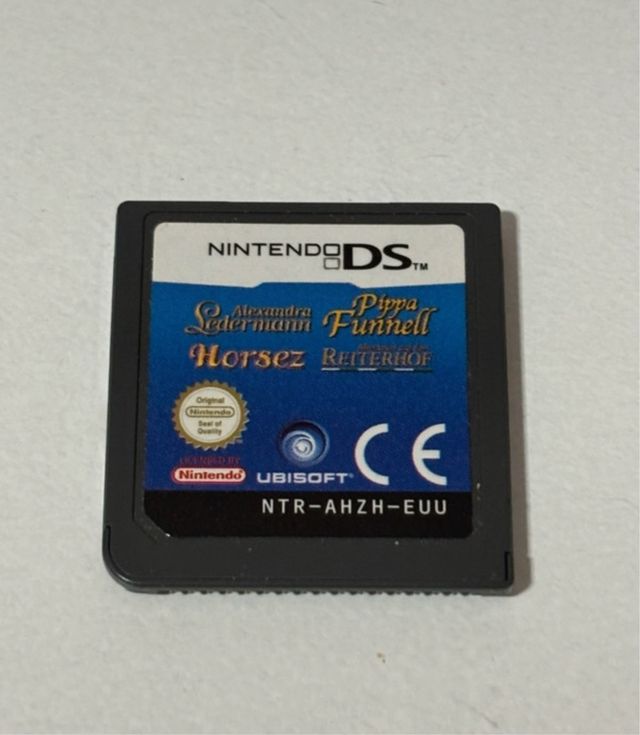 NINTENDO DS™
Alexandra Ledermann
Pippa Funnell
Horsez
REITERHOF
Original
Nintendo
Seal of
Quality
LICENSED BY
Nintendo®
UBISOFT®
CE
NTR-AHZH-EUU